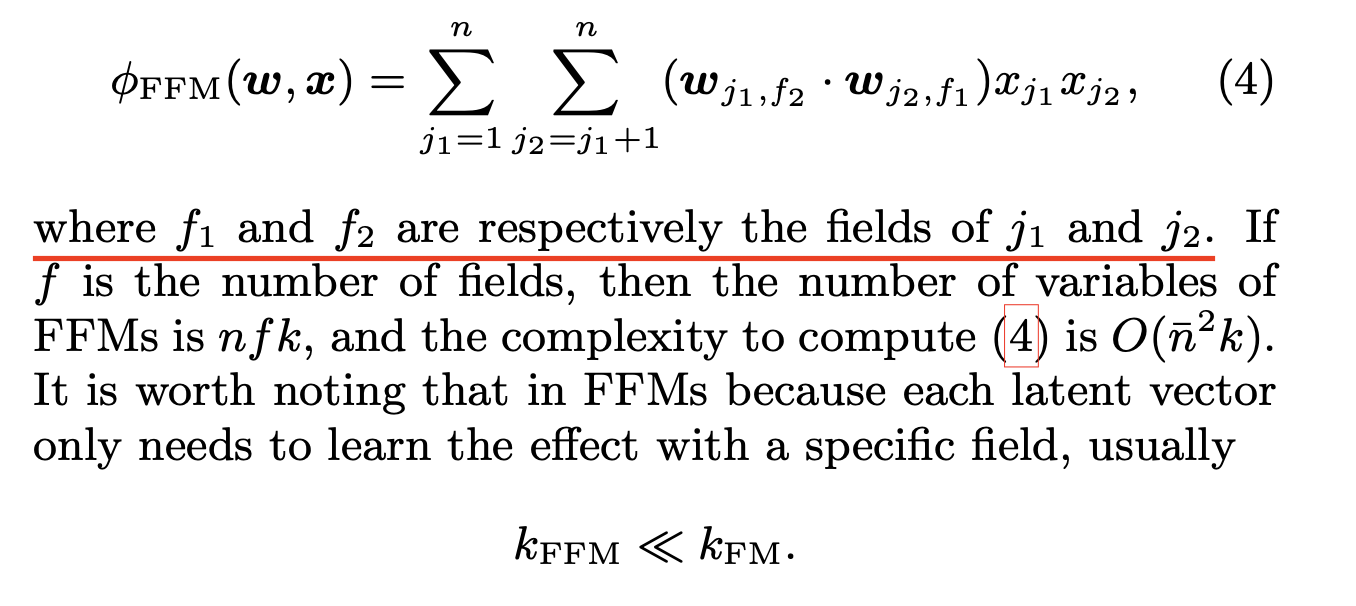 ϕFFM(w, x) = ∑_{j1=1}^{n} ∑_{j2=j1+1}^{n} (w_{j1,f2} · w_{j2,f1})x_{j1}x_{j2}, (4)
where f1 and f2 are respectively the fields of j1 and j2. If
f is the number of fields, then the number of variables of
FFMs is nfk, and the complexity to compute (4) is O(n̄²k).
It is worth noting that in FFMs because each latent vector
only needs to learn the effect with a specific field, usually
kFFM ≪ kFM.